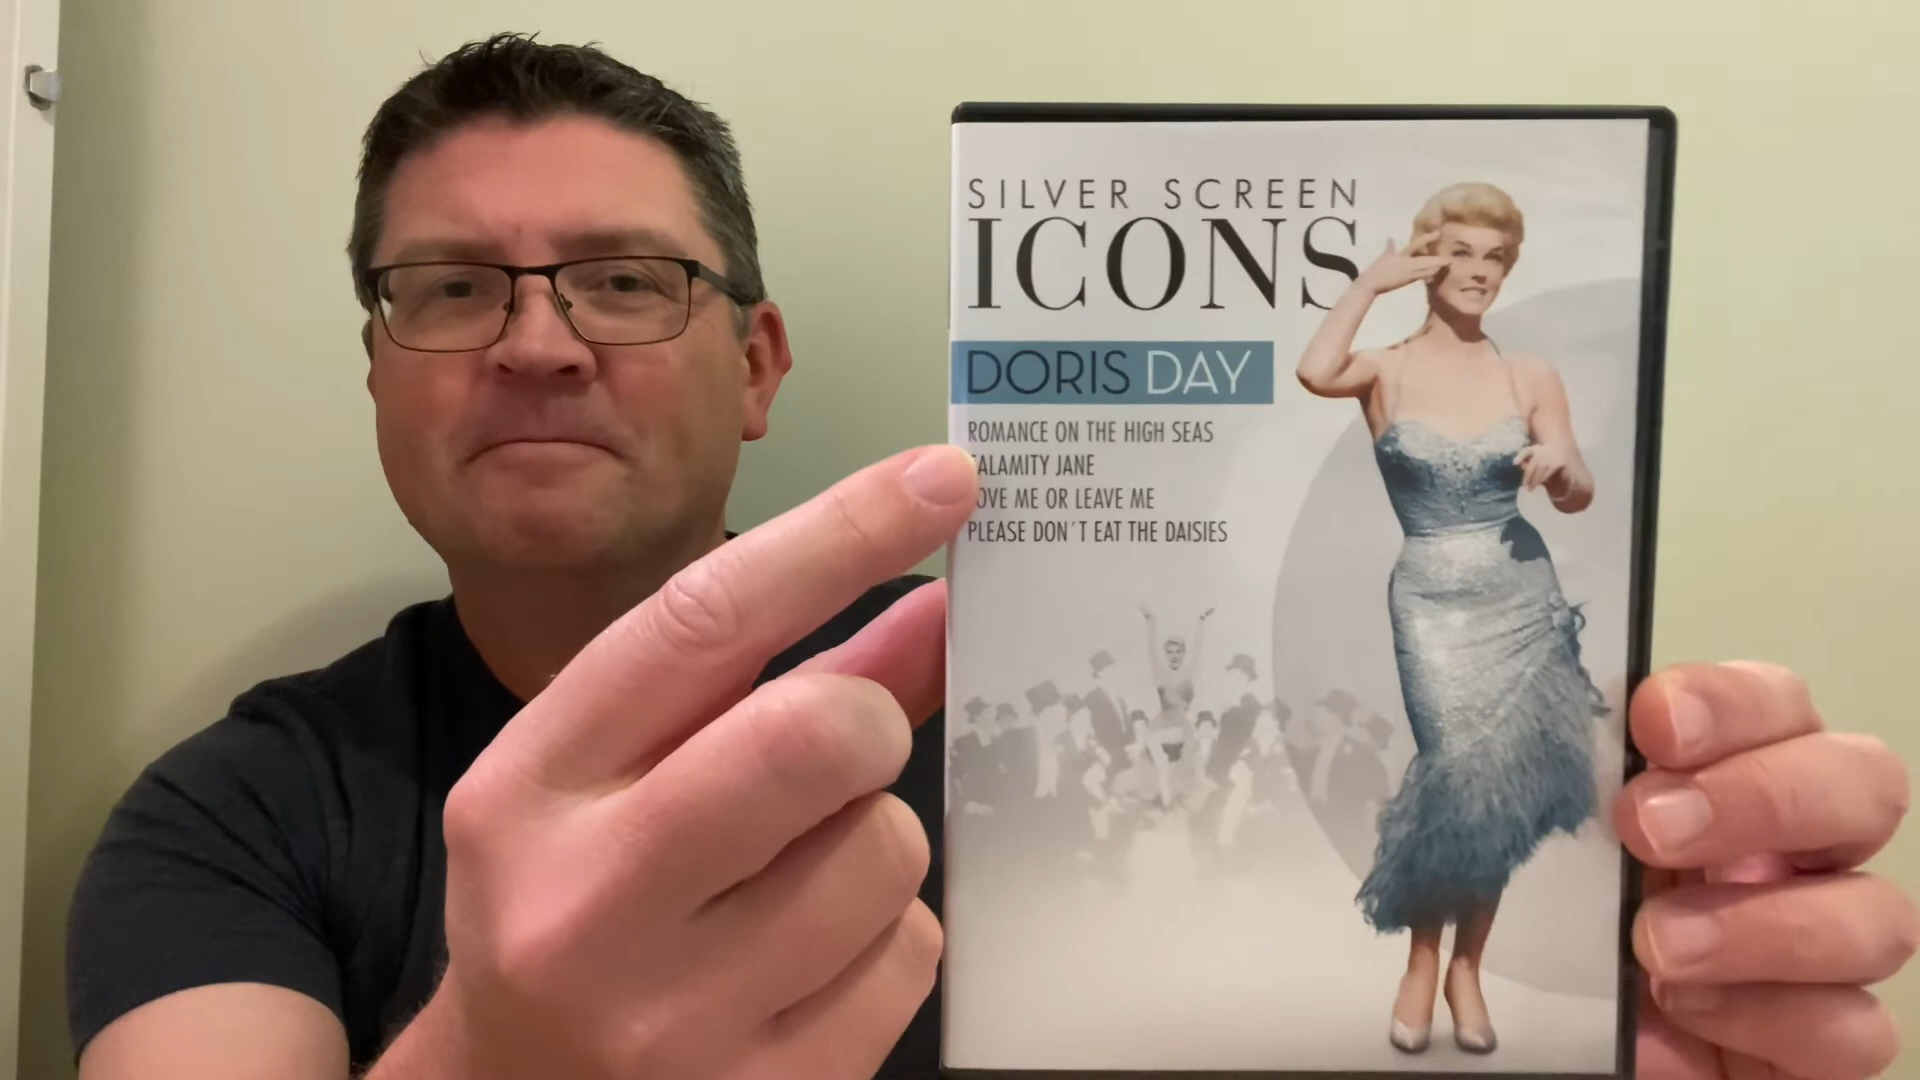 SILVER SCREEN
ICONS
DORIS DAY
ROMANCE ON THE HIGH SEAS
ALAMITY JANE
OVE ME OR LEAVE ME
PLEASE DON'T EAT THE DAISIES